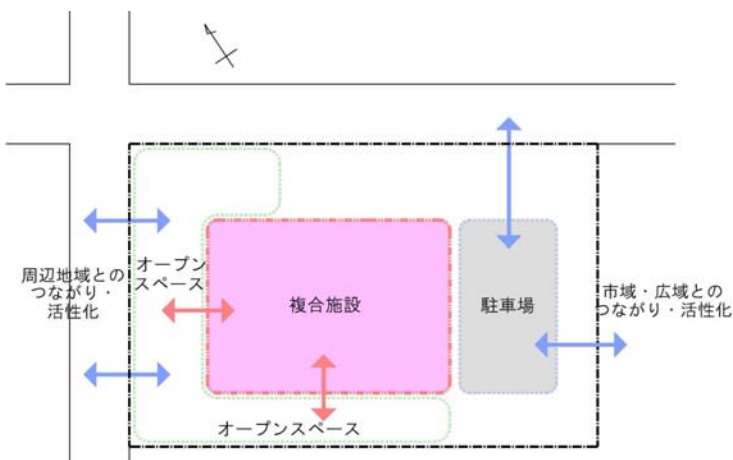 周辺地域との
つながり・
活性化
オープン
スペース
複合施設
駐車場
市域・広域との
つながり・活性化
オープンスペース